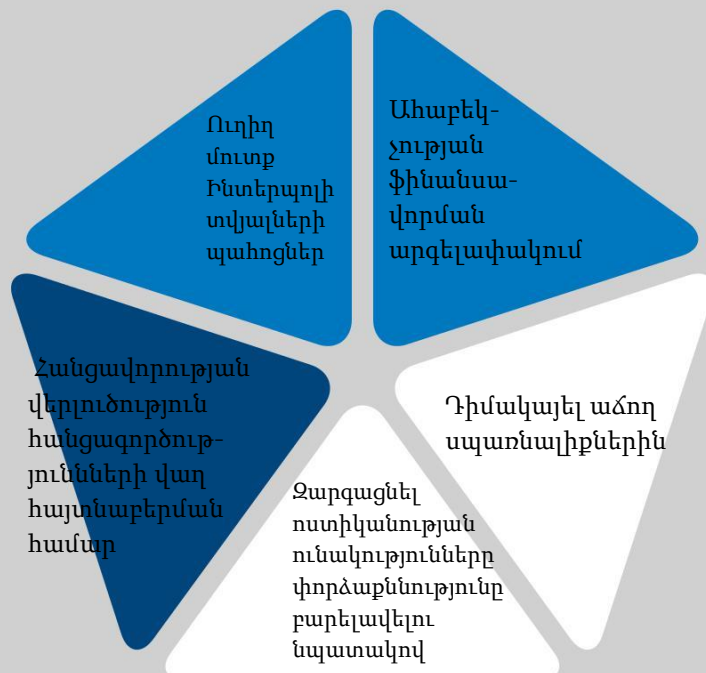 Ուղիղ
մուտք
Ինտերպոլի
տվյալների
պահոցներ
Ահաբեկ-
չության
ֆինանսա-
վորման
արգելափակում
Դիմակայել աճող
սպառնալիքներին
Զարգացնել
ոստիկանության
ունակությունները
փորձաքննությունը
բարելավելու
նպատակով
Հանցավորության
վերլուծություն
հանցագործութ-
յունների վաղ
հայտնաբերման
համար